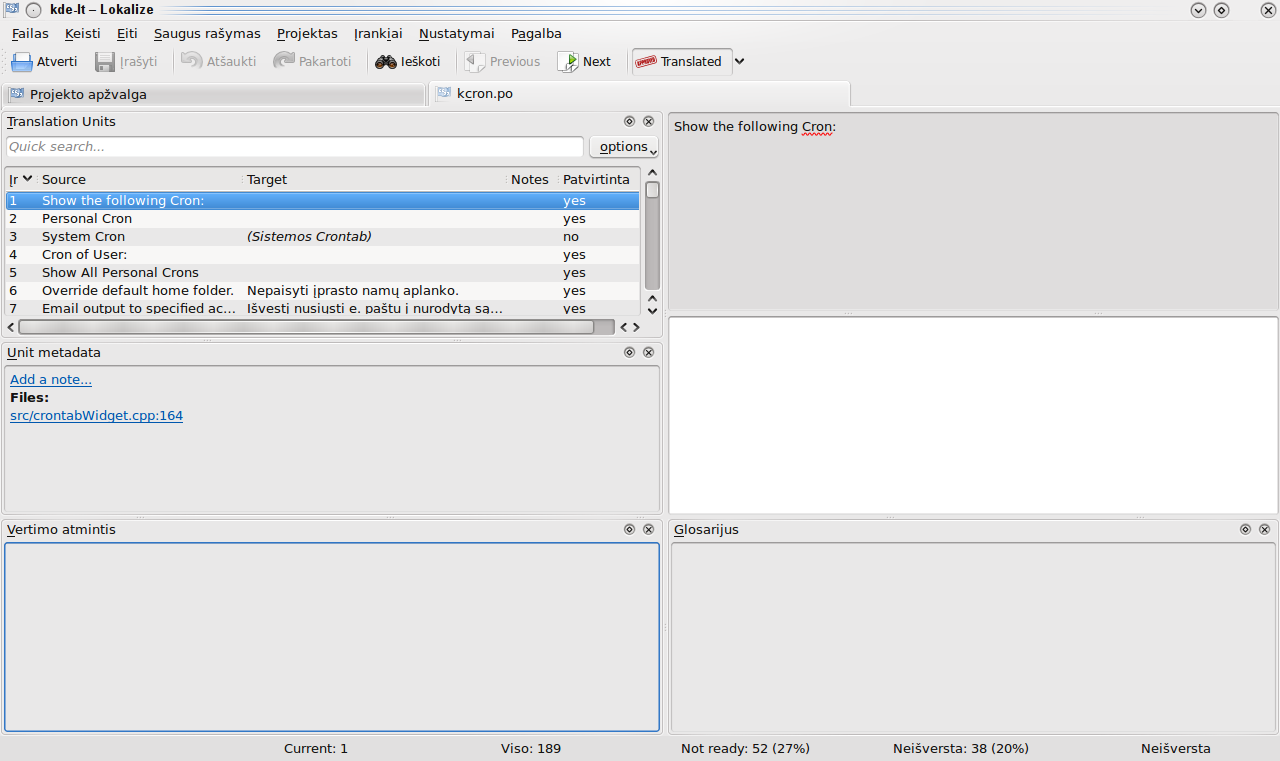 kde-lt – Lokalize
Failas Keisti Eiti Saugus rašymas Projektas Įrankiai Nustatymai Pagalba
Atverti Įrašyti Atšaukti Pakartoti Ieškoti Previous Next Translated
Projekto apžvalga kcron.po
Translation Units
Quick search... options
Įr Source Target Notes Patvirtinta
1 Show the following Cron: yes
2 Personal Cron yes
3 System Cron (Sistemos Crontab) no
4 Cron of User: yes
5 Show All Personal Crons yes
6 Override default home folder. Nepaisyti įprasto namų aplanko. yes
7 Email output to specified ac... Išvestį nusiųsti e. paštu į nurodytą są... yes
Show the following Cron:
Unit metadata
Add a note...
Files:
src/crontabWidget.cpp:164
Vertimo atmintis
Glosarijus
Current: 1 Viso: 189 Not ready: 52 (27%) Neišversta: 38 (20%) Neišversta